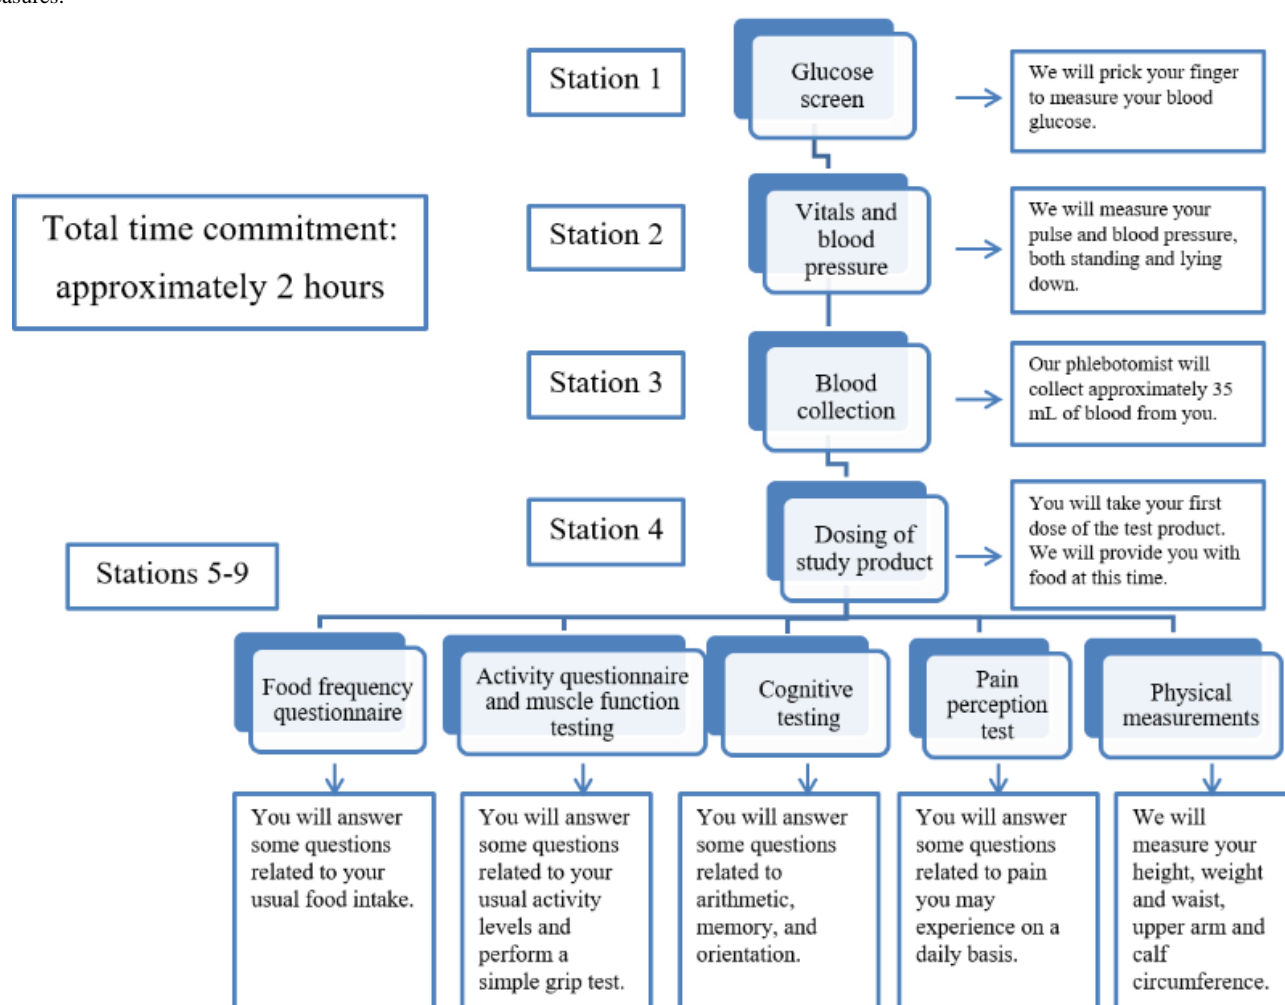 Station 1
Glucose
screen
We will prick your finger
to measure your blood
glucose.
Total time commitment:
approximately 2 hours
Station 2
Vitals and
blood
pressure
We will measure your
pulse and blood pressure,
both standing and lying
down.
Station 3
Blood
collection
Our phlebotomist will
collect approximately 35
mL of blood from you.
Station 4
Dosing of
study product
You will take your first
dose of the test product.
We will provide you with
food at this time.
Stations 5-9
Food frequency
questionnaire
Activity questionnaire
and muscle function
testing
Cognitive
testing
Pain
perception
test
Physical
measurements
You will answer
some questions
related to your
usual food intake.
You will answer
some questions
related to your
usual activity
levels and
perform a
simple grip test.
You will answer
some questions
related to
arithmetic,
memory, and
orientation.
You will answer
some questions
related to pain
you may
experience on a
daily basis.
We will
measure your
height, weight
and waist,
upper arm and
calf
circumference.